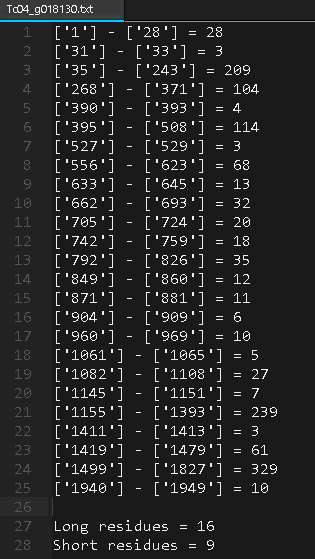 Tc04_g018130.txt
1 ['1'] - ['28'] = 28
2 ['31'] - ['33'] = 3
3 ['35'] - ['243'] = 209
4 ['268'] - ['371'] = 104
5 ['390'] - ['393'] = 4
6 ['395'] - ['508'] = 114
7 ['527'] - ['529'] = 3
8 ['556'] - ['623'] = 68
9 ['633'] - ['645'] = 13
10 ['662'] - ['693'] = 32
11 ['705'] - ['724'] = 20
12 ['742'] - ['759'] = 18
13 ['792'] - ['826'] = 35
14 ['849'] - ['860'] = 12
15 ['871'] - ['881'] = 11
16 ['904'] - ['909'] = 6
17 ['960'] - ['969'] = 10
18 ['1061'] - ['1065'] = 5
19 ['1082'] - ['1108'] = 27
20 ['1145'] - ['1151'] = 7
21 ['1155'] - ['1393'] = 239
22 ['1411'] - ['1413'] = 3
23 ['1419'] - ['1479'] = 61
24 ['1499'] - ['1827'] = 329
25 ['1940'] - ['1949'] = 10
26
27 Long residues = 16
28 Short residues = 9